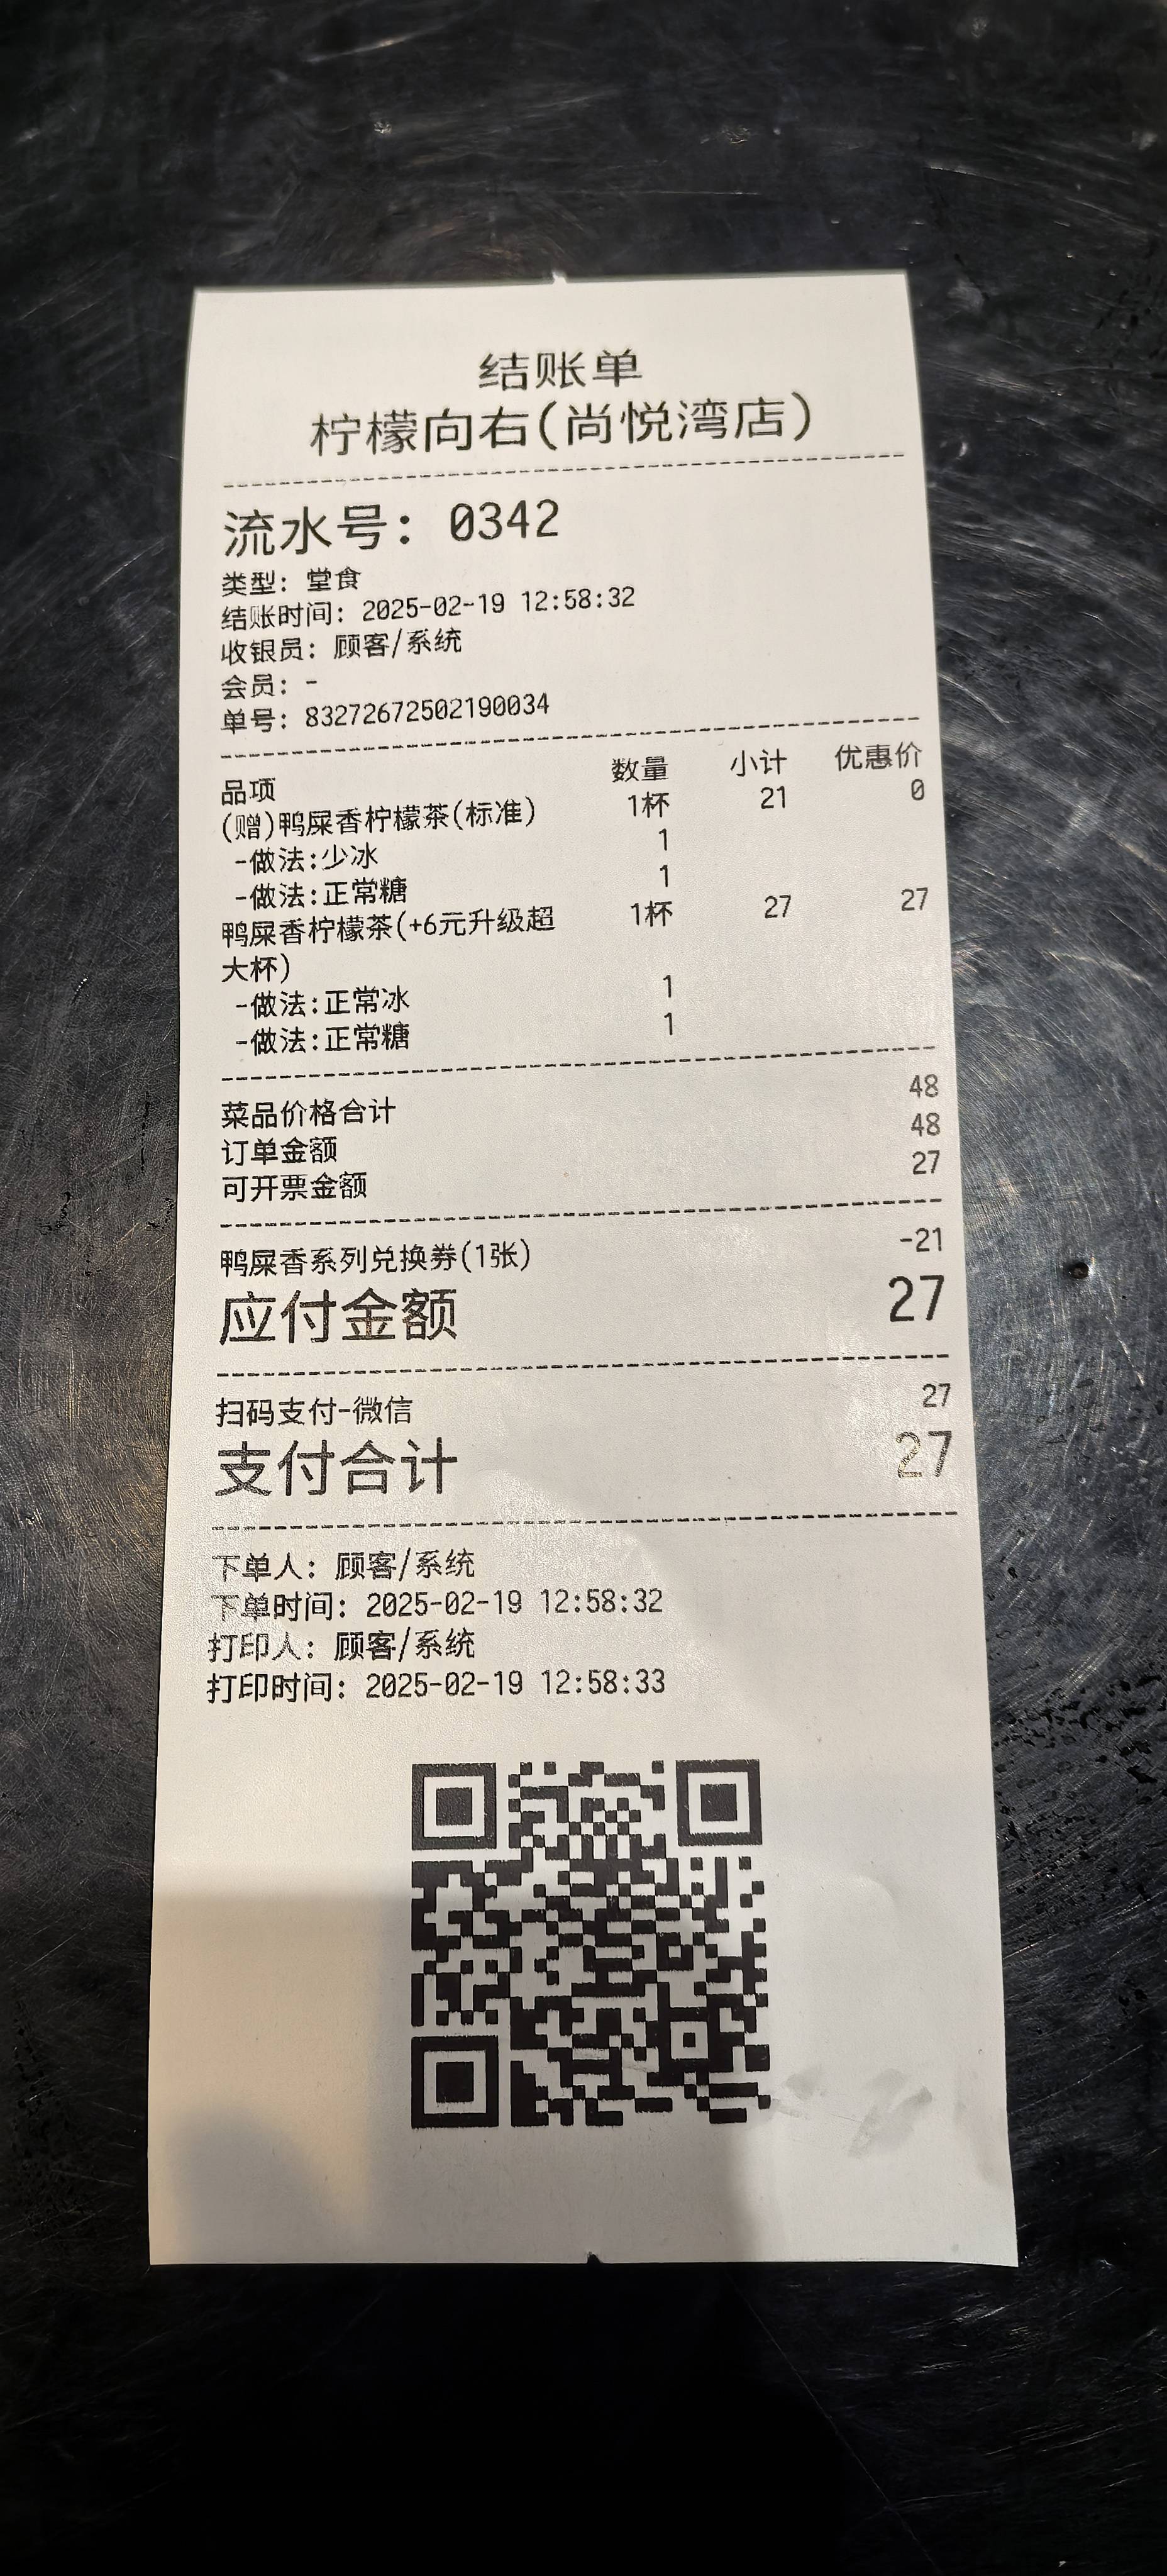 结账单
柠檬向右(尚悦湾店)
流水号: 0342
类型: 堂食
结账时间: 2025-02-19 12:58:32
收银员: 顾客/系统
会员: -
单号: 83272672502190034
品项 数量 小计 优惠价
(赠)鸭屎香柠檬茶(标准) 1杯 21 0
-做法:少冰 1
-做法:正常糖 1
鸭屎香柠檬茶(+6元升级超 1杯 27 27
大杯)
-做法:正常冰 1
-做法:正常糖 1
菜品价格合计 48
订单金额 48
可开票金额 27
鸭屎香系列兑换券(1张) -21
应付金额 27
扫码支付-微信 27
支付合计 27
下单人: 顾客/系统
下单时间: 2025-02-19 12:58:32
打印人: 顾客/系统
打印时间: 2025-02-19 12:58:33